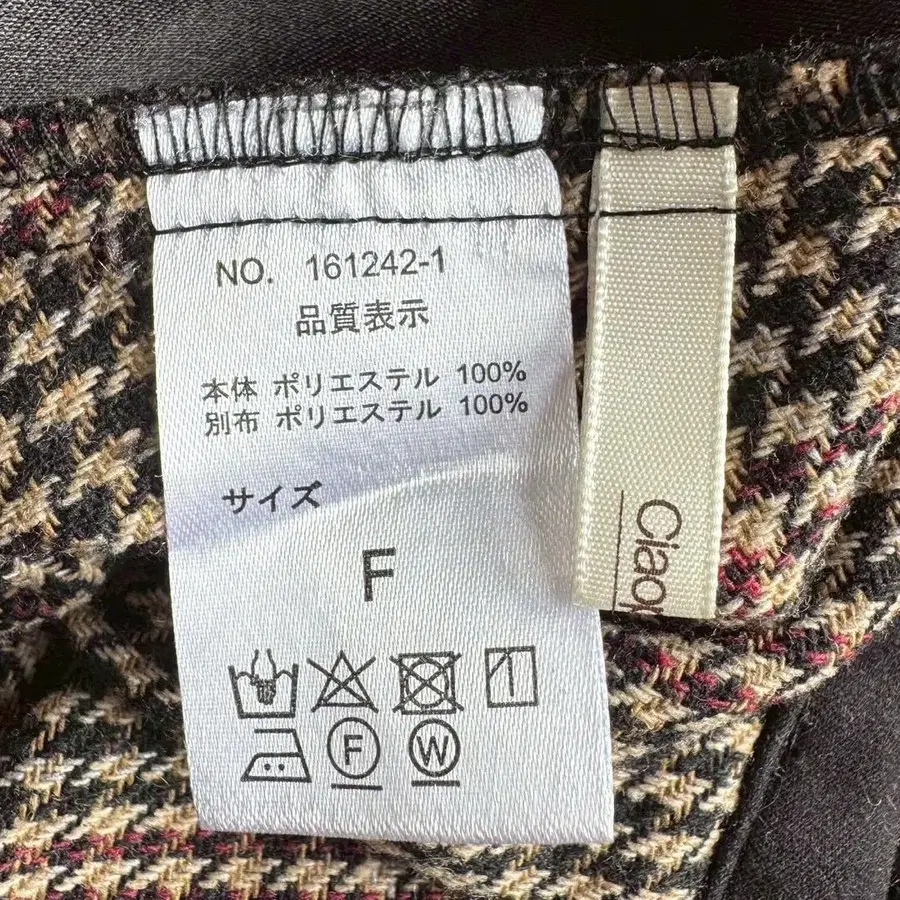 NO. 161242-1
品質表示
本体 ポリエステル 100%
別布 ポリエステル 100%
サイズ
F
F
W
Ciaop